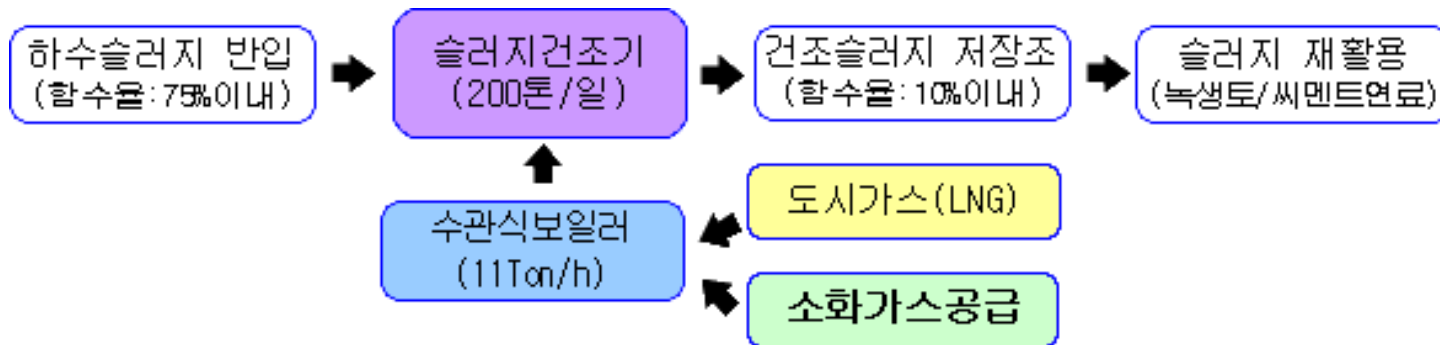 하수슬러지 반입
(함수율:75%이내)
슬러지건조기
(200톤/일)
건조슬러지 저장조
(함수율:10%이내)
슬러지 재활용
(녹생토/씨멘트연료)
수관식보일러
(11Ton/h)
도시가스(LNG)
소화가스공급